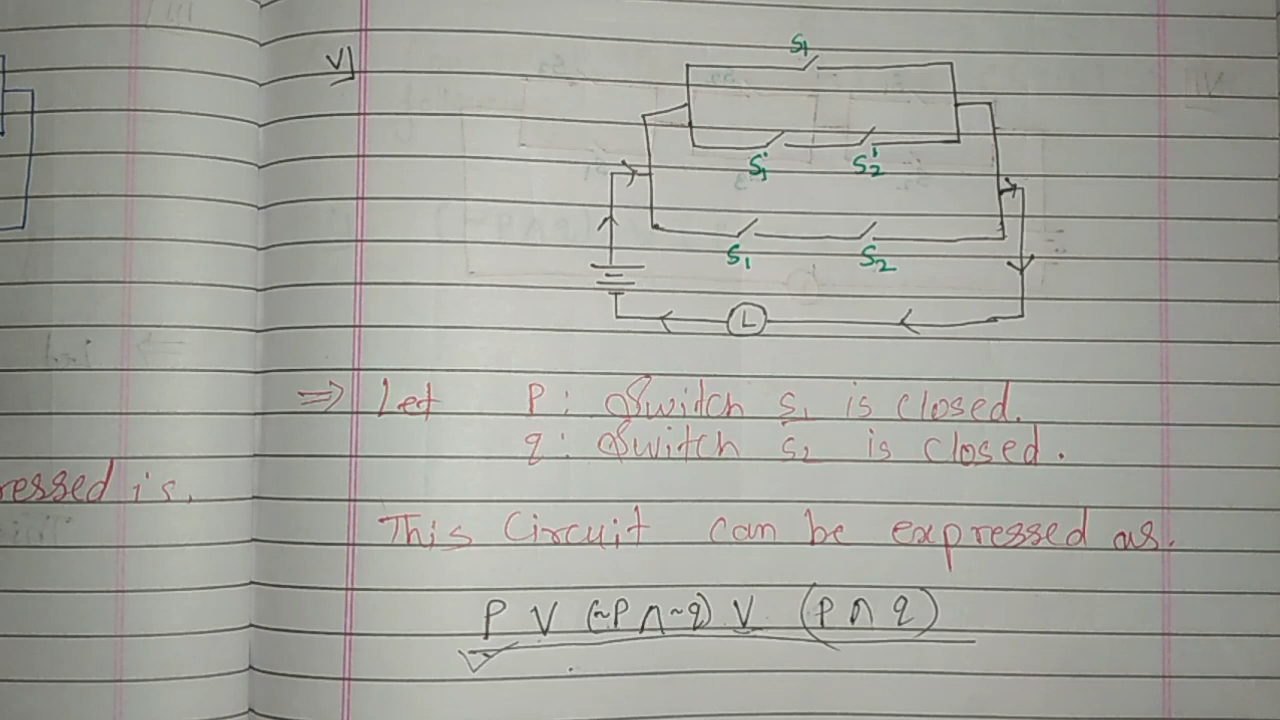 v)
S1
S1' S2'
S1 S2
L
⇒ Let P : Switch S1 is closed.
q : Switch S2 is closed.
ressed is.
This Circuit can be expressed as.
P V (~P ∩ ~q) V (P ∩ q)